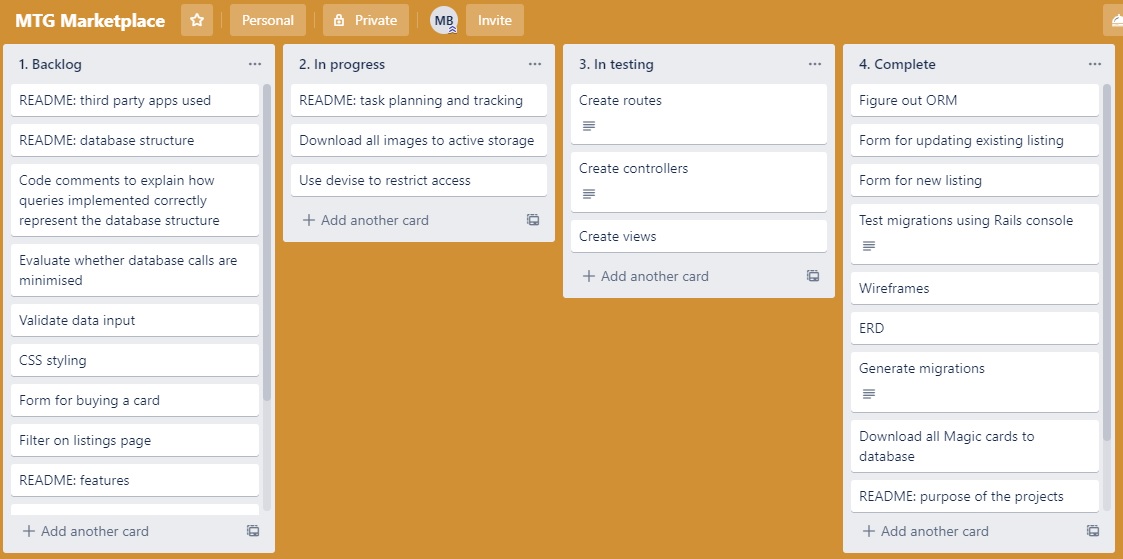 MTG Marketplace
Personal
Private
MB
Invite
1. Backlog
README: third party apps used
README: database structure
Code comments to explain how
queries implemented correctly
represent the database structure
Evaluate whether database calls are
minimised
Validate data input
CSS styling
Form for buying a card
Filter on listings page
README: features
+ Add another card
2. In progress
README: task planning and tracking
Download all images to active storage
Use devise to restrict access
+ Add another card
3. In testing
Create routes
Create controllers
Create views
+ Add another card
4. Complete
Figure out ORM
Form for updating existing listing
Form for new listing
Test migrations using Rails console
Wireframes
ERD
Generate migrations
Download all Magic cards to
database
README: purpose of the projects
+ Add another card